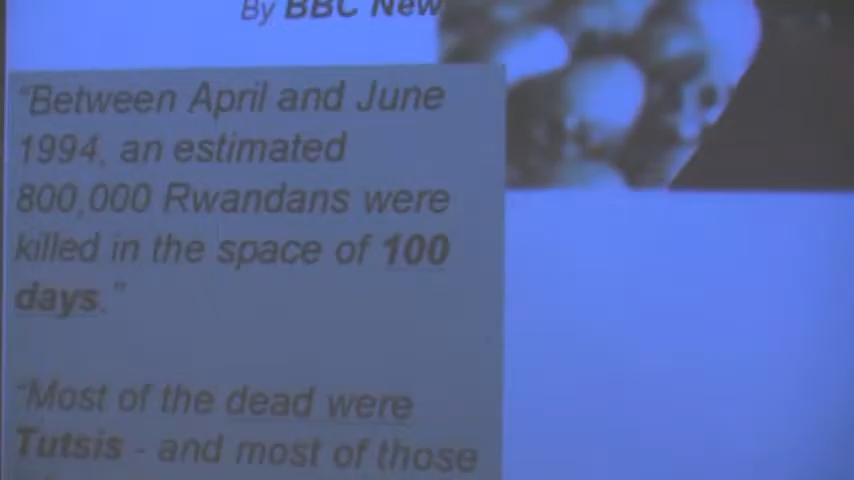 By BBC New
"Between April and June
1994, an estimated
800,000 Rwandans were
killed in the space of 100
days."
"Most of the dead were
Tutsis - and most of those